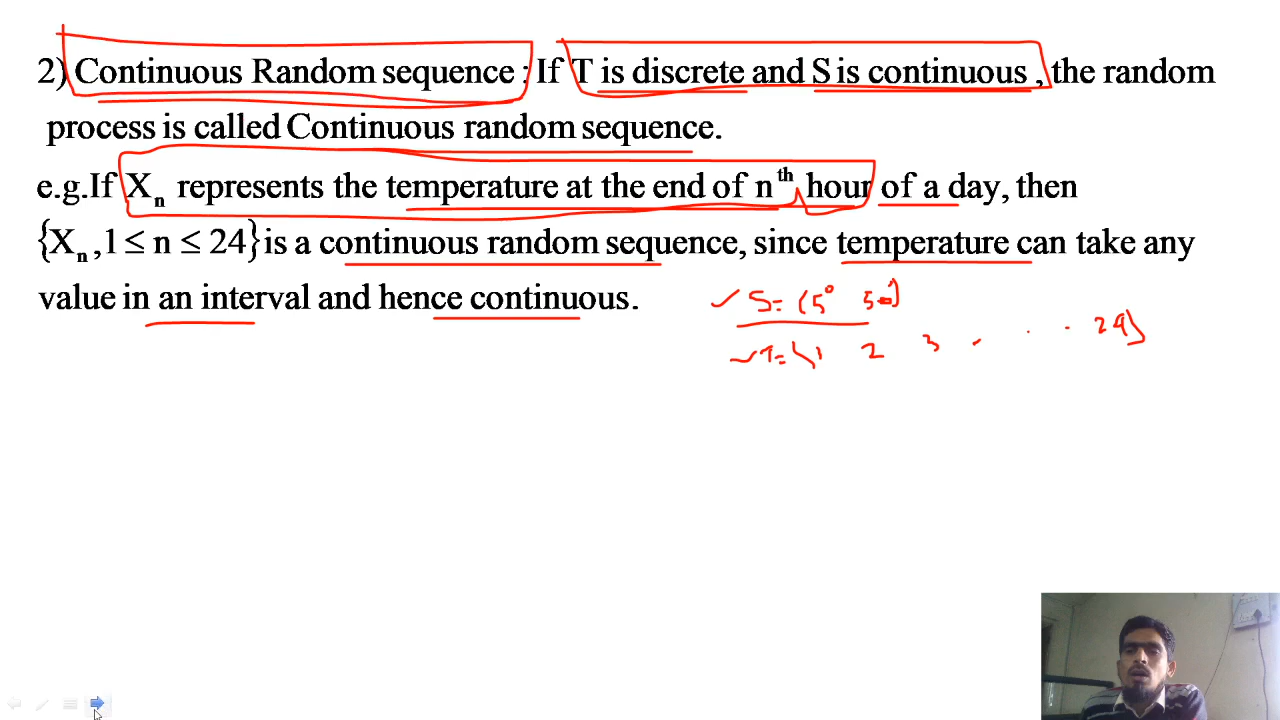 2) Continuous Random sequence : If T is discrete and S is continuous , the random
process is called Continuous random sequence.
e.g.If Xn represents the temperature at the end of nth hour of a day, then
{Xn , 1 ≤ n ≤ 24} is a continuous random sequence, since temperature can take any
value in an interval and hence continuous.
S = (5° 50°)
T = {1 2 3 . . . 24}